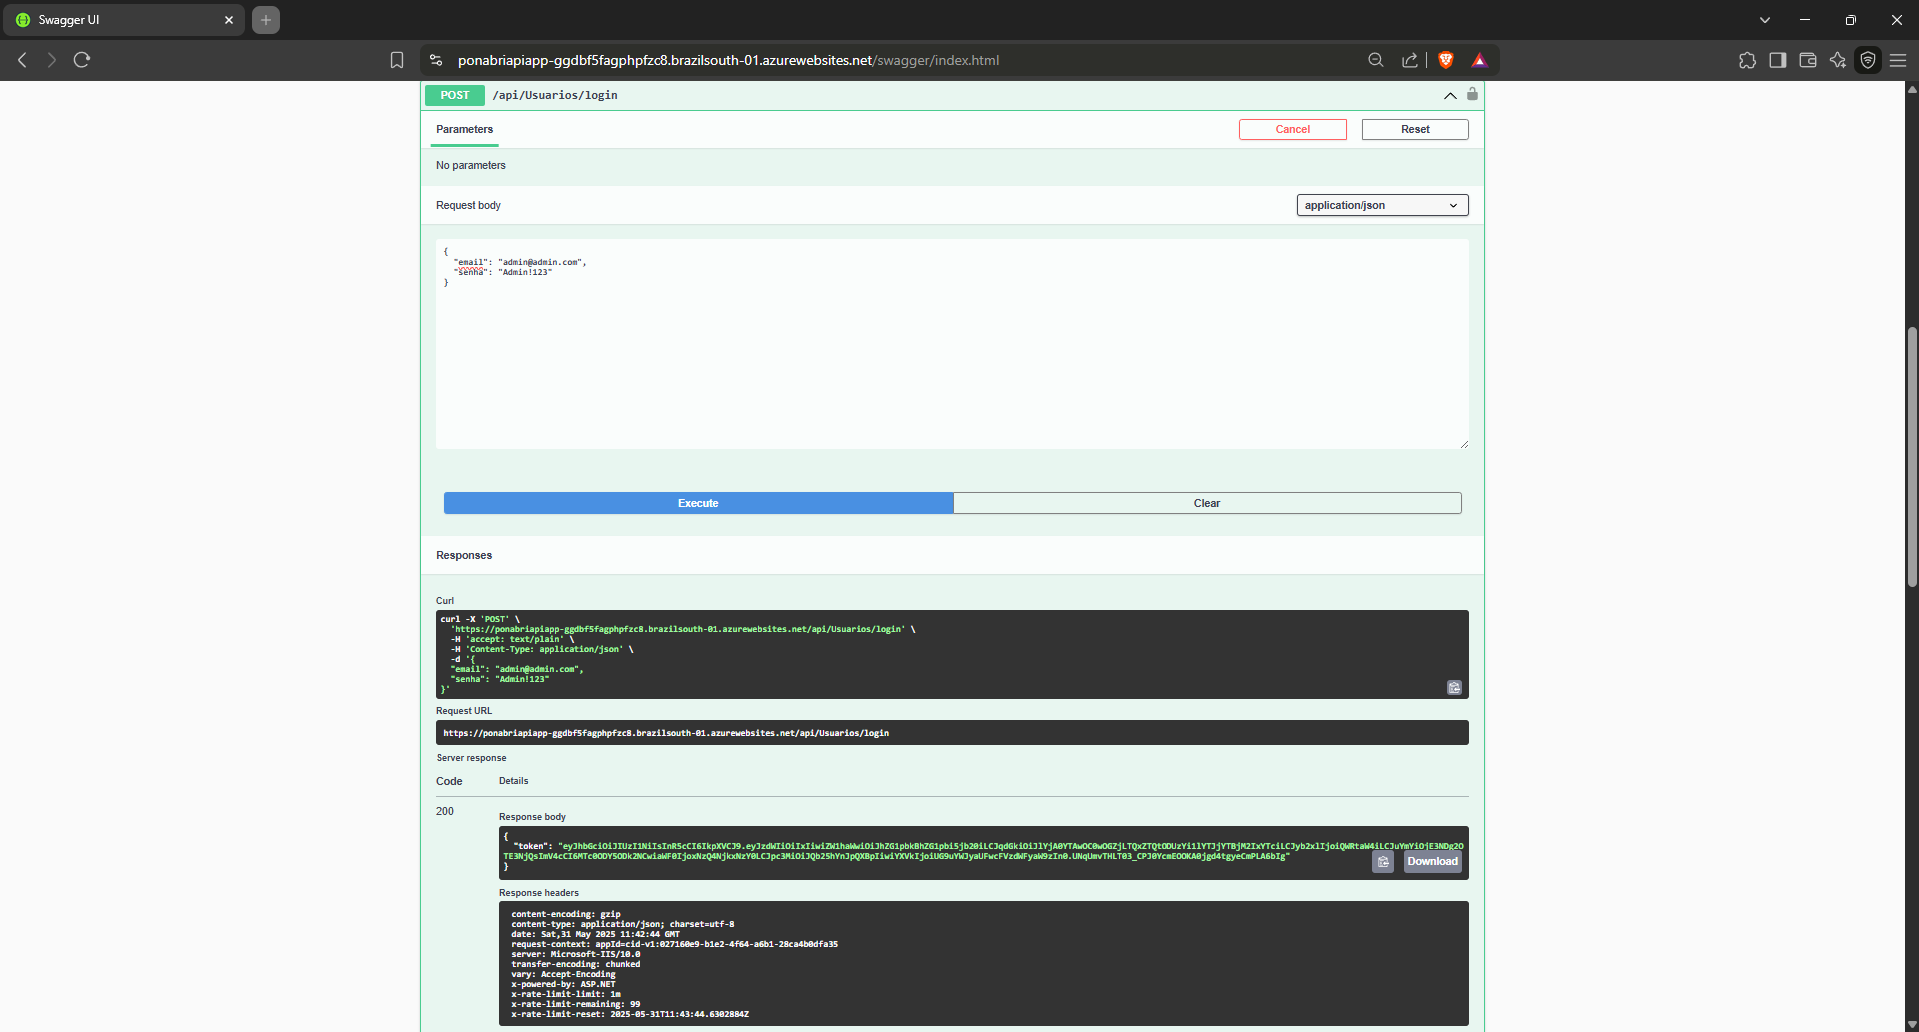 Swagger UI
ponabriapiapp-ggdbf5fagphpfzc8.brazilsouth-01.azurewebsites.net/swagger/index.html
POST /api/Usuarios/login
Parameters
Cancel
Reset
No parameters
Request body
application/json
{
"email": "admin@admin.com",
"senha": "Admin!123"
}
Execute
Clear
Responses
Curl
curl -X 'POST' \
'https://ponabriapiapp-ggdbf5fagphpfzc8.brazilsouth-01.azurewebsites.net/api/Usuarios/login' \
-H 'accept: text/plain' \
-H 'Content-Type: application/json' \
-d '{
"email": "admin@admin.com",
"senha": "Admin!123"
}'
Request URL
https://ponabriapiapp-ggdbf5fagphpfzc8.brazilsouth-01.azurewebsites.net/api/Usuarios/login
Server response
Code
Details
200
Response body
{
"token":
}
Download
Response headers
content-encoding: gzip
content-type: application/json; charset=utf-8
date: Sat,31 May 2025 11:42:44 GMT
request-context: appId=cid-v1:027160e9-b1e2-4f64-a6b1-28ca4b0dfa35
server: Microsoft-IIS/10.0
transfer-encoding: chunked
vary: Accept-Encoding
x-powered-by: ASP.NET
x-rate-limit-limit: 1m
x-rate-limit-remaining: 99
x-rate-limit-reset: 2025-05-31T11:43:44.6302884Z